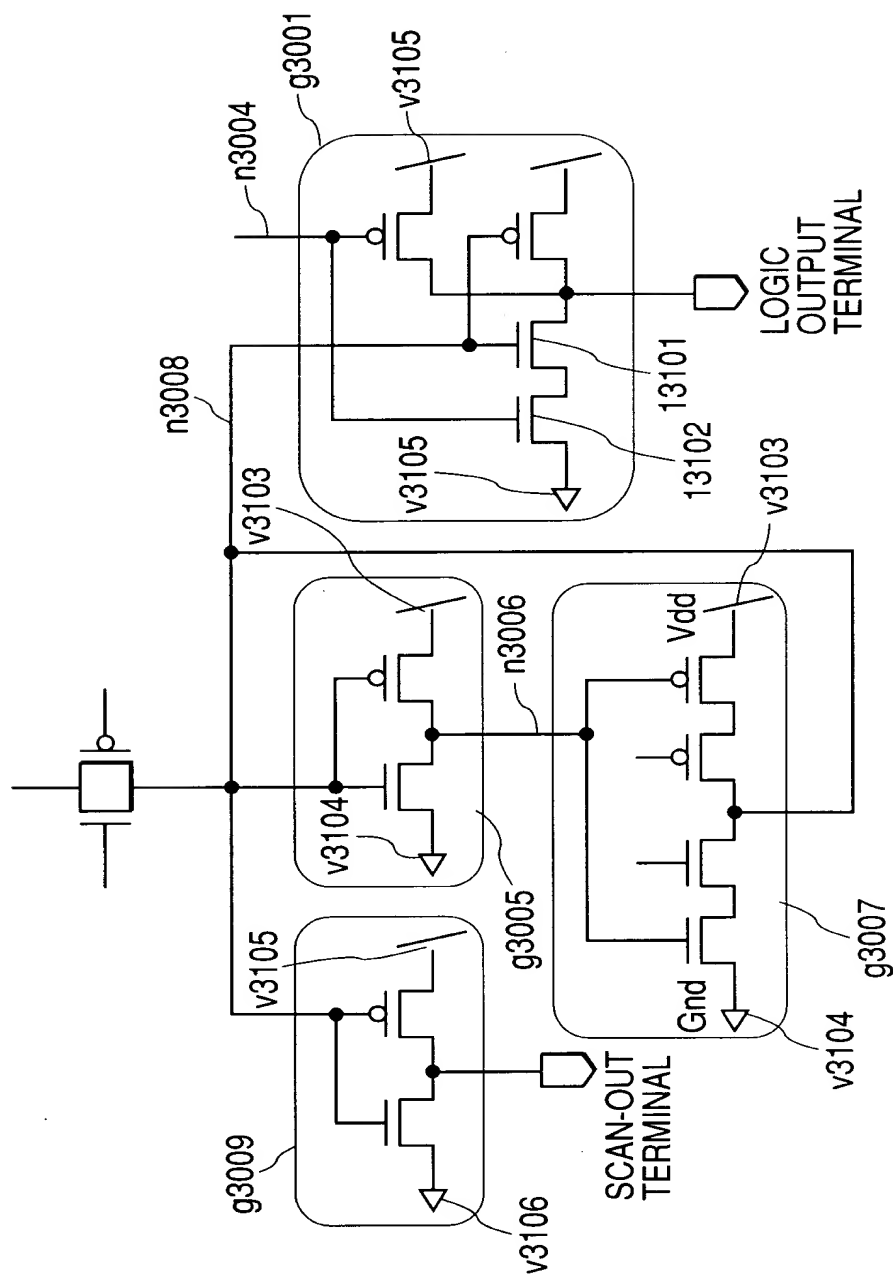 n3004
g3001
v3105
n3008
v3105
13102
13101
LOGIC
OUTPUT
TERMINAL
v3103
v3104
g3005
n3006
v3105
g3009
v3106
SCAN-OUT
TERMINAL
Vdd
v3103
Gnd
v3104
g3007